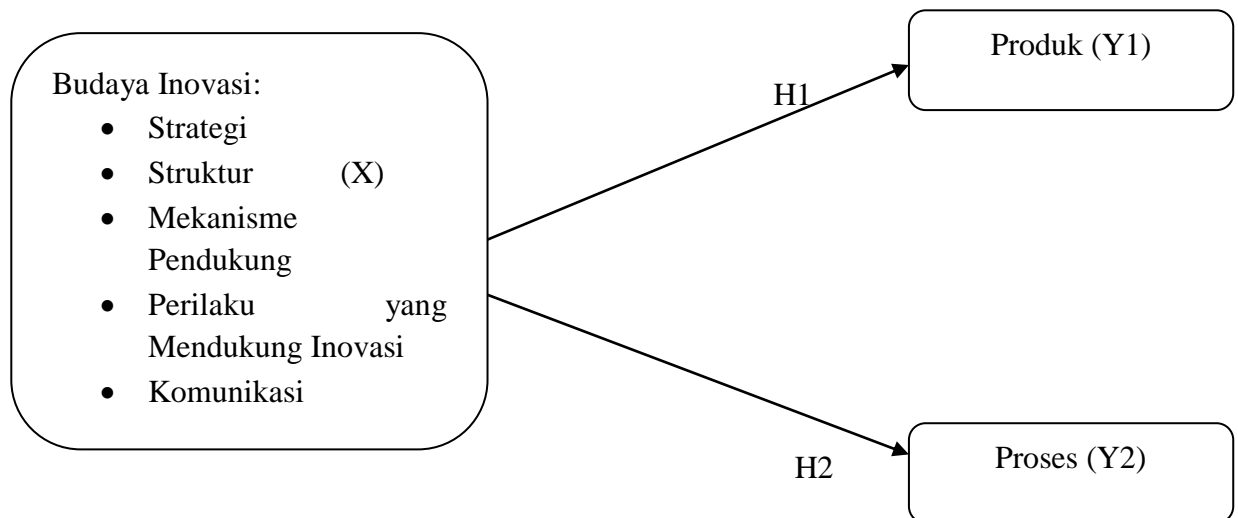 Budaya Inovasi:
• Strategi
• Struktur (X)
• Mekanisme
Pendukung
• Perilaku yang
Mendukung Inovasi
• Komunikasi
H1
Produk (Y1)
H2
Proses (Y2)